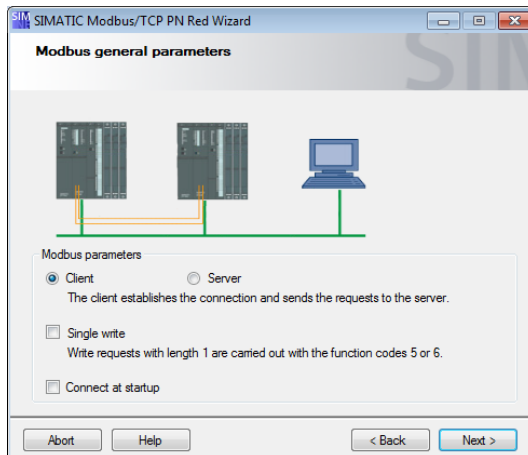 SIMATIC Modbus/TCP PN Red Wizard
Modbus general parameters
SIM
Modbus parameters
Client Server
The client establishes the connection and sends the requests to the server.
Single write
Write requests with length 1 are carried out with the function codes 5 or 6.
Connect at startup
Abort Help < Back Next >